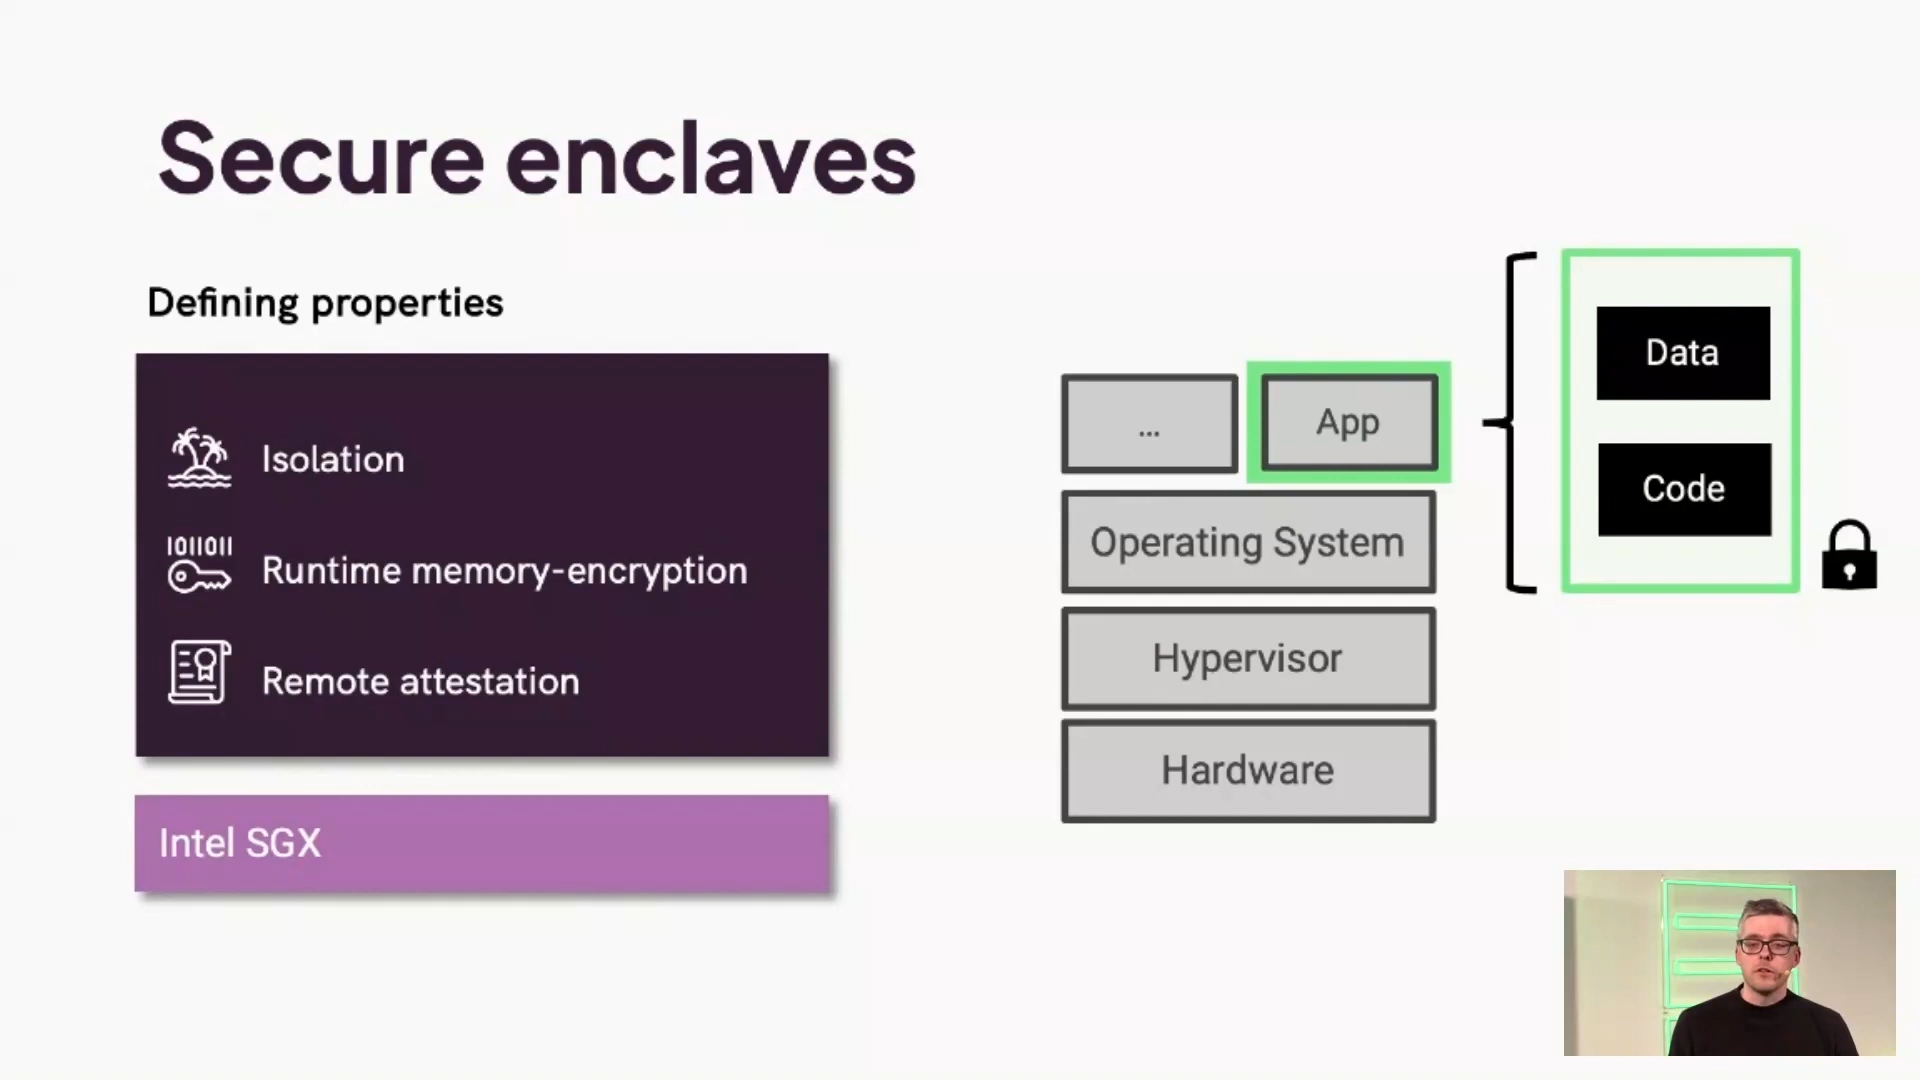 Secure enclaves
Defining properties
Isolation
1011011
Runtime memory-encryption
Remote attestation
Intel SGX
...
App
Operating System
Hypervisor
Hardware
Data
Code